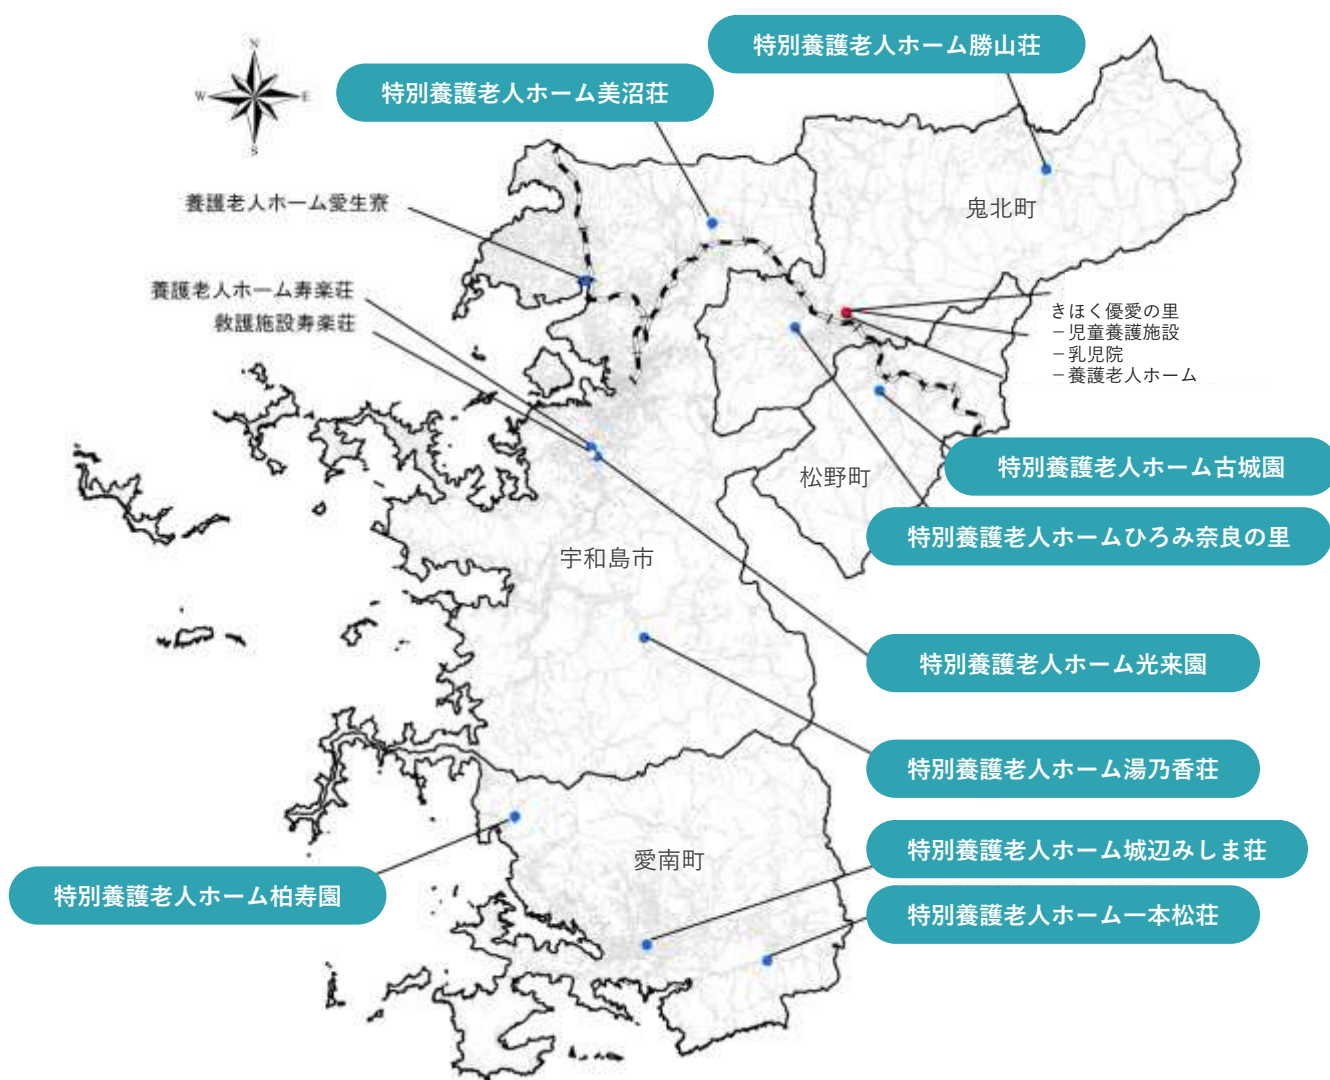 特別養護老人ホーム勝山荘
特別養護老人ホーム美沼荘
N
W
E
S
養護老人ホーム愛生寮
鬼北町
養護老人ホーム寿楽荘
救護施設寿楽荘
きほく優愛の里
－児童養護施設
－乳児院
－養護老人ホーム
特別養護老人ホーム古城園
松野町
特別養護老人ホームひろみ奈良の里
宇和島市
特別養護老人ホーム光来園
特別養護老人ホーム湯乃香荘
特別養護老人ホーム城辺みしま荘
愛南町
特別養護老人ホーム柏寿園
特別養護老人ホーム一本松荘